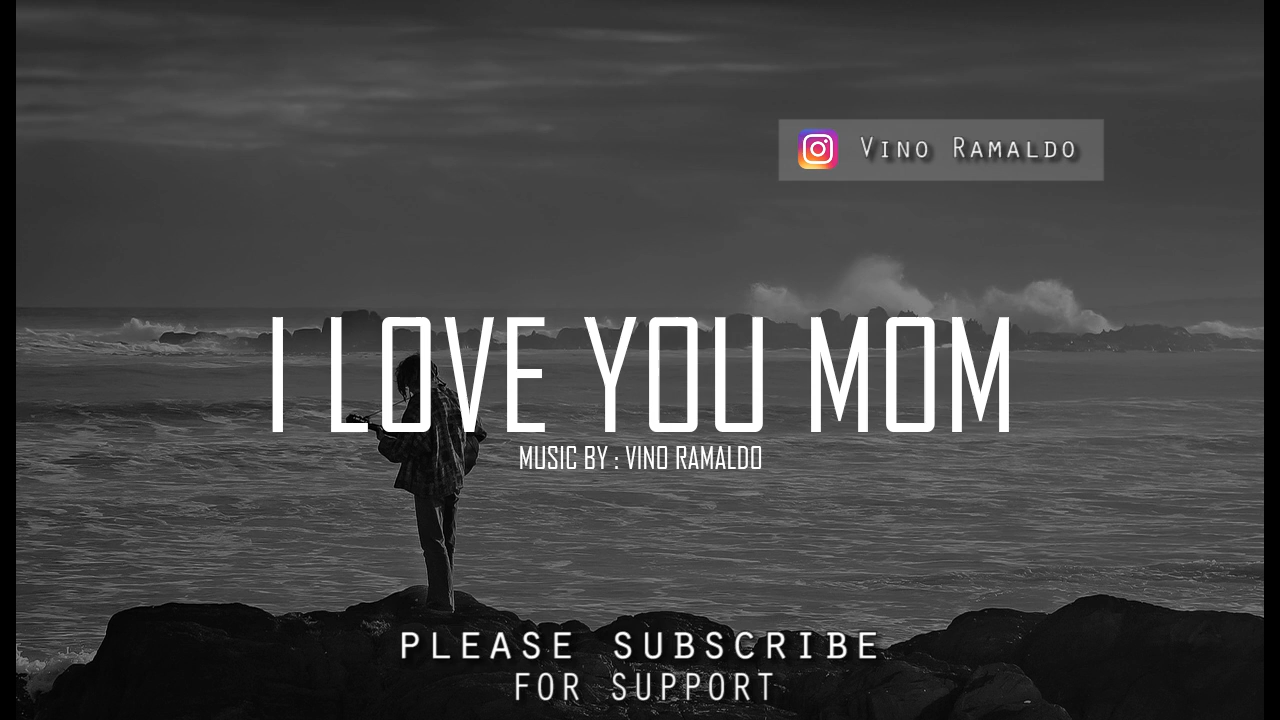 Vino Ramaldo
I LOVE YOU MOM
MUSIC BY : VINO RAMALDO
PLEASE SUBSCRIBE
FOR SUPPORT